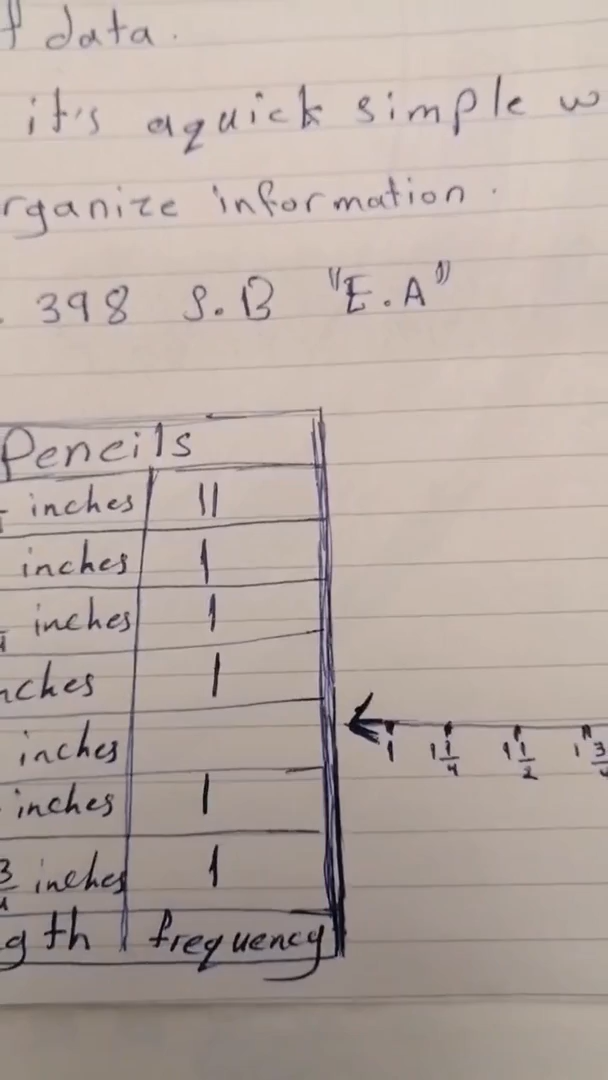 f data.
it's a quick simple w
rganize information.
. 398 S.B "E.A"
Pencils
inches 11
inches 1
inches 1
nches 1
inches
inches 1
3/4 inches 1
gth frequency
1 1 1/4 1 1/2 1 3/4